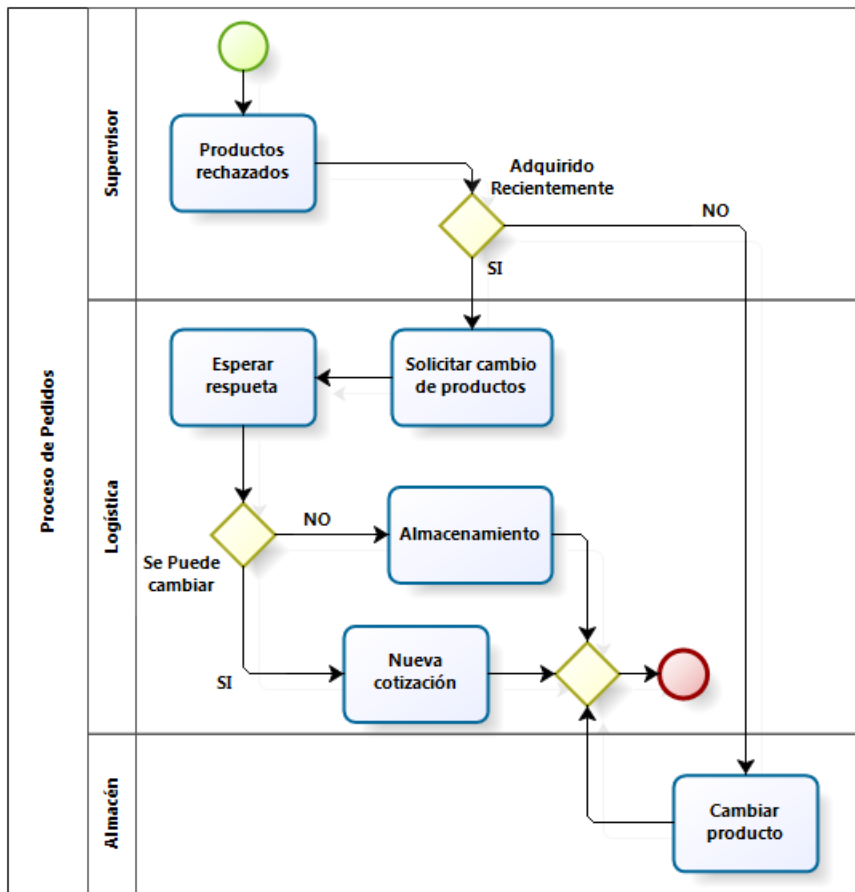 Proceso de Pedidos
Supervisor
Productos
rechazados
Adquirido
Recientemente
NO
SI
Logística
Esperar
respueta
Solicitar cambio
de productos
NO
Almacenamiento
Se Puede
cambiar
SI
Nueva
cotización
Almacén
Cambiar
producto